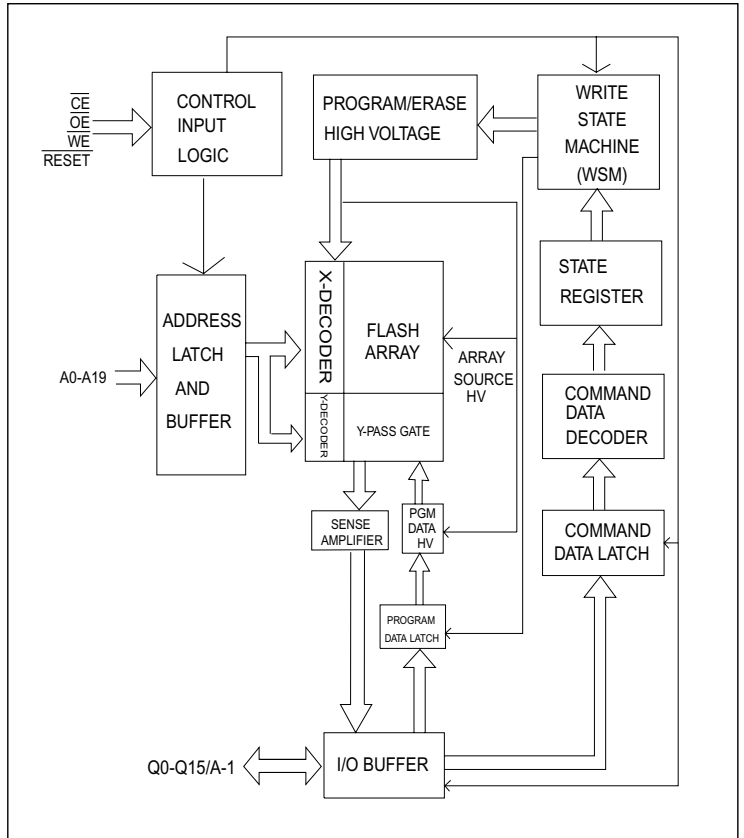 CE
OE
WE
RESET
CONTROL
INPUT
LOGIC
PROGRAM/ERASE
HIGH VOLTAGE
WRITE
STATE
MACHINE
(WSM)
STATE
REGISTER
A0-A19
ADDRESS
LATCH
AND
BUFFER
X-DECODER
FLASH
ARRAY
ARRAY
SOURCE
HV
Y-DECODER
Y-PASS GATE
COMMAND
DATA
DECODER
SENSE
AMPLIFIER
PGM
DATA
HV
COMMAND
DATA LATCH
PROGRAM
DATA LATCH
Q0-Q15/A-1
I/O BUFFER